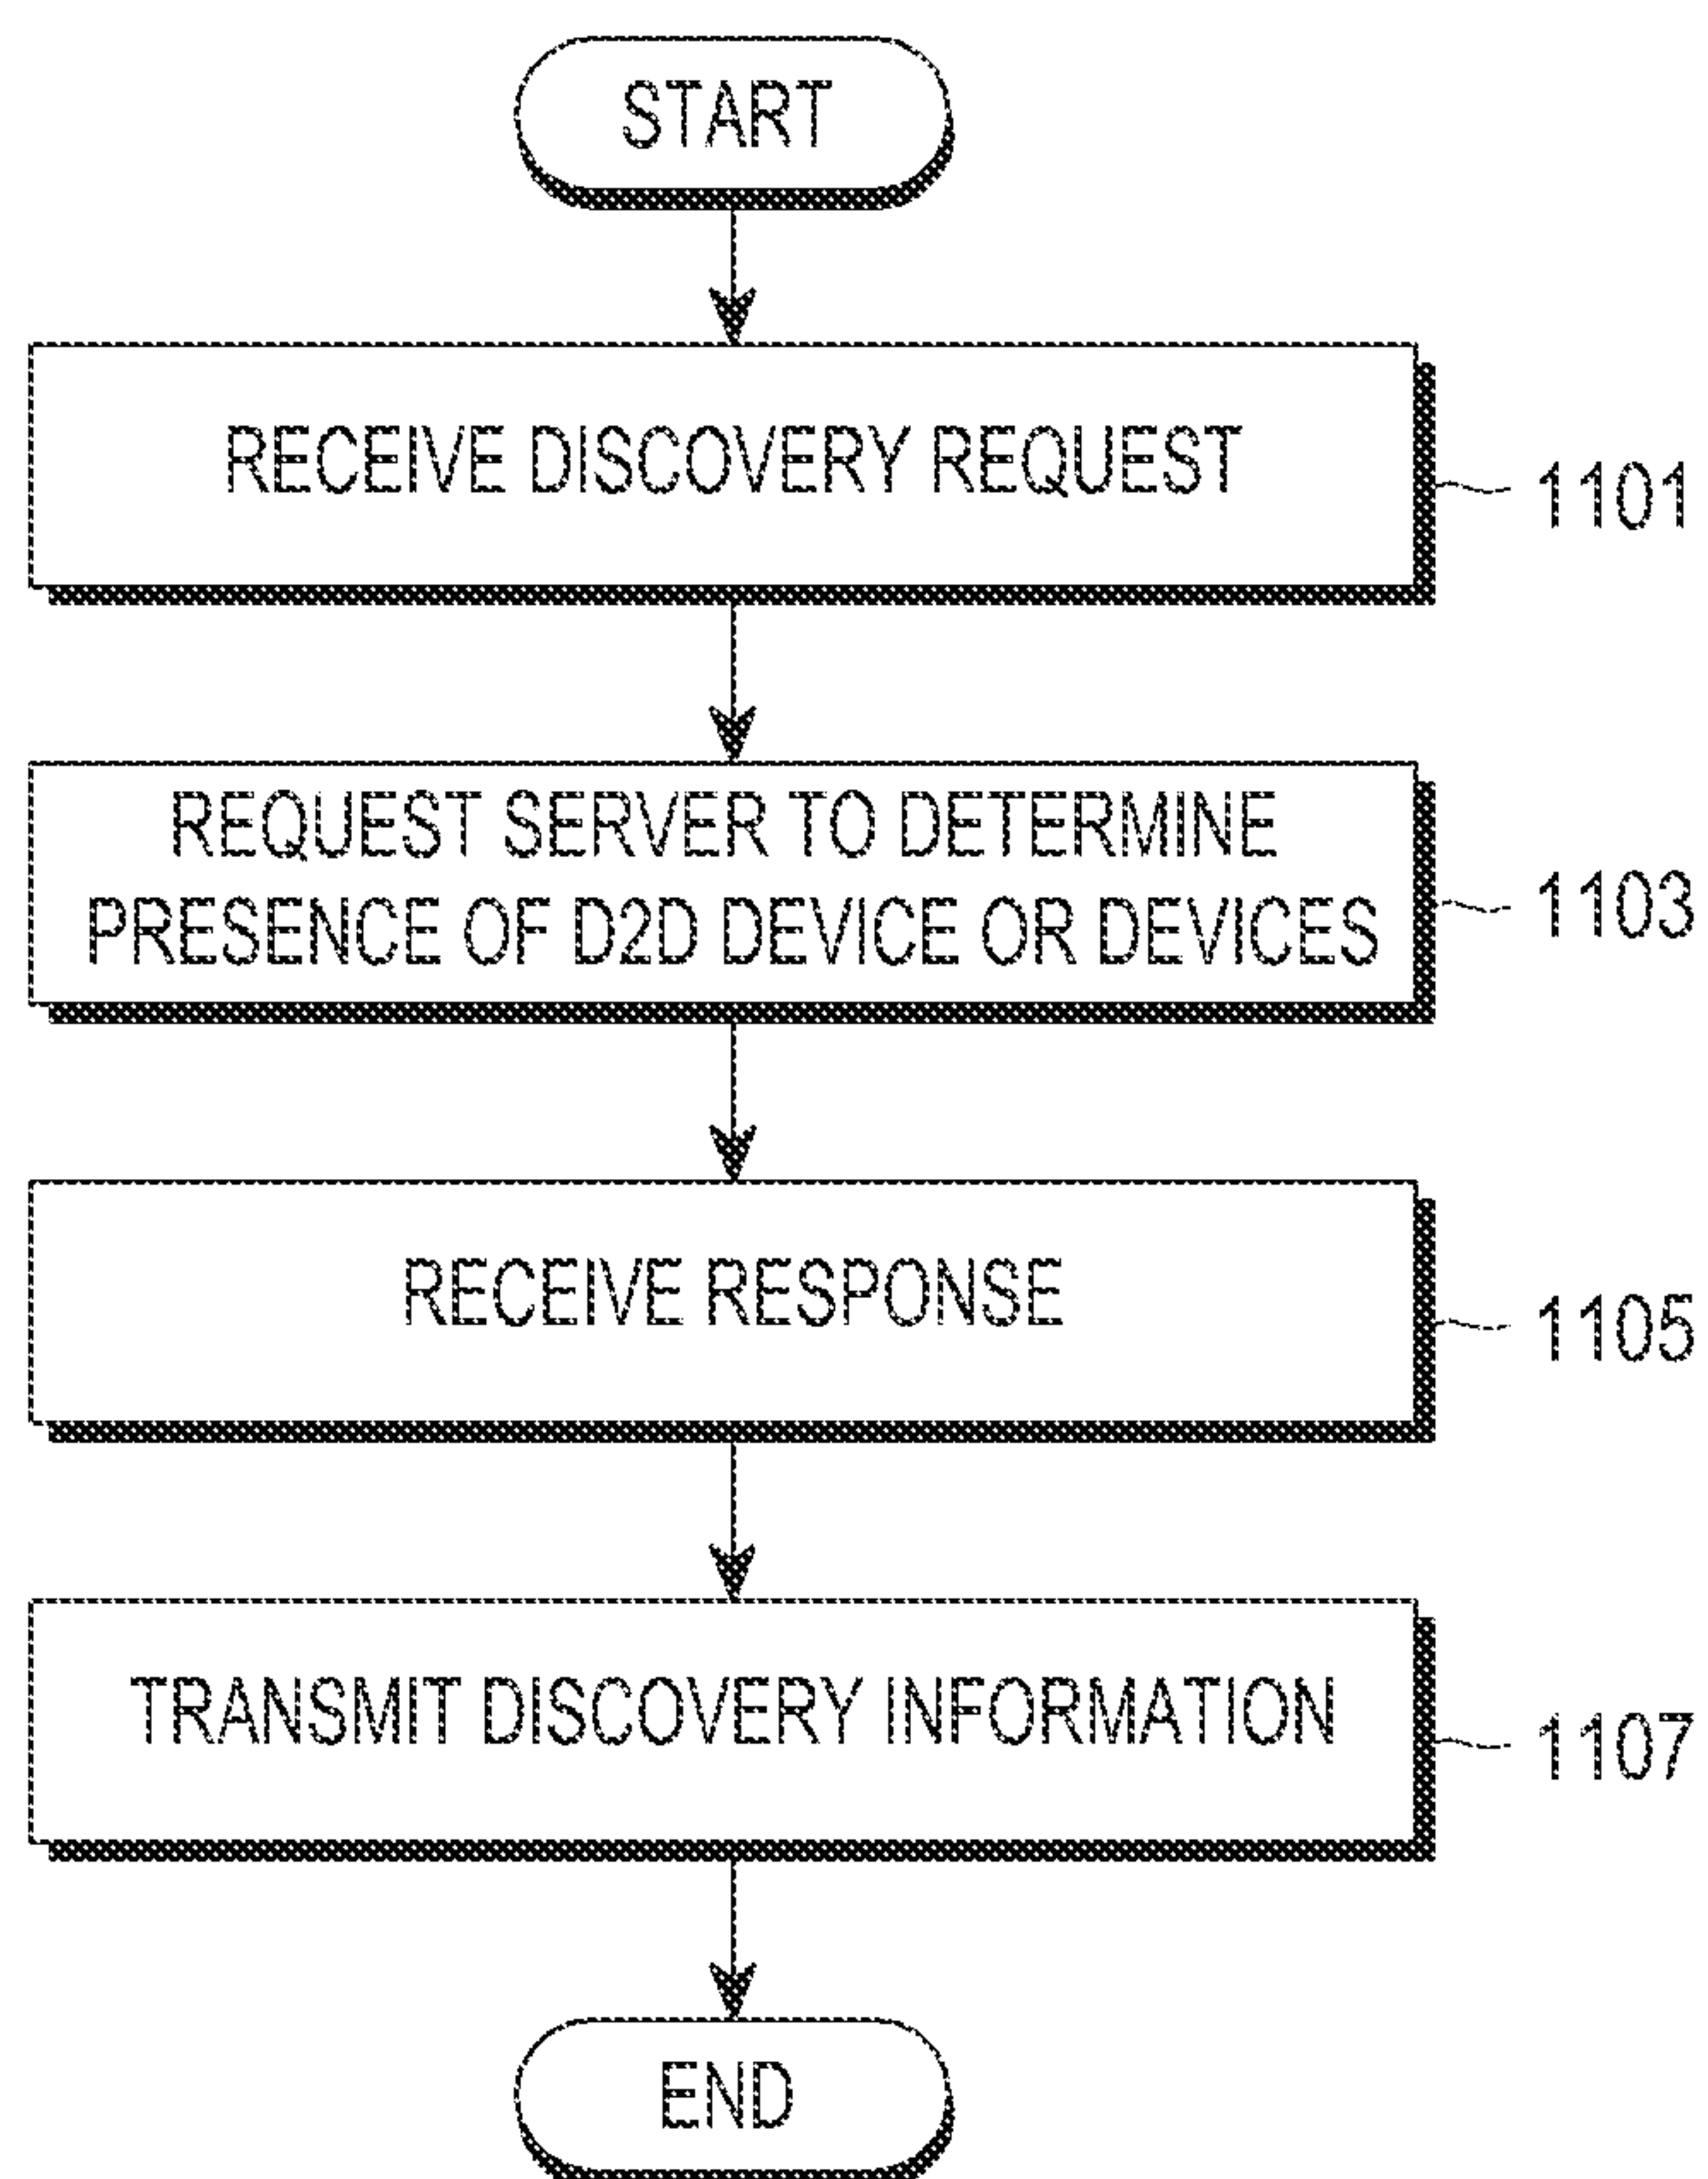 START
RECEIVE DISCOVERY REQUEST
1101
REQUEST SERVER TO DETERMINE
PRESENCE OF D2D DEVICE OR DEVICES
1103
RECEIVE RESPONSE
1105
TRANSMIT DISCOVERY INFORMATION
1107
END